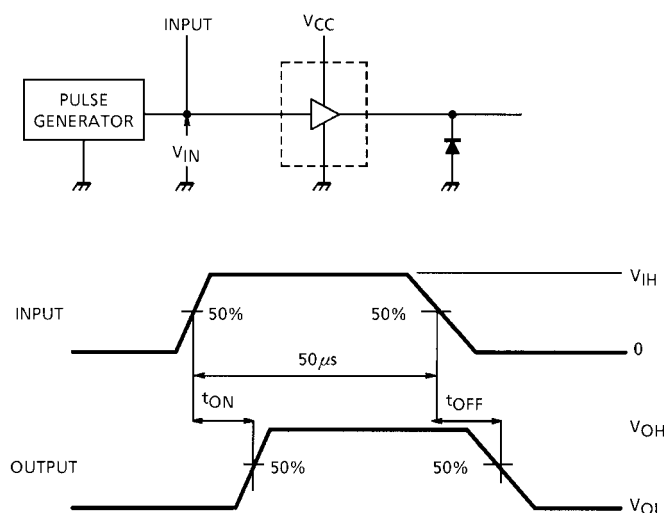 INPUT
VCC
PULSE
GENERATOR
VIN
VIH
INPUT
50%
50%
0
50μs
tON
tOFF
VOH
OUTPUT
50%
50%
VOL